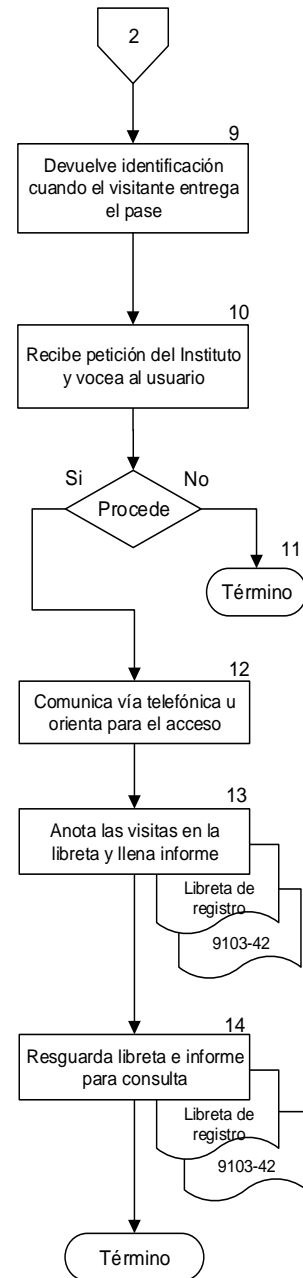 2
9
Devuelve identificación
cuando el visitante entrega
el pase
10
Recibe petición del Instituto
y vocea al usuario
Si
No
Procede
11
Término
12
Comunica vía telefónica u
orienta para el acceso
13
Anota las visitas en la
libreta y llena informe
Libreta de
registro
9103-42
14
Resguarda libreta e informe
para consulta
Libreta de
registro
9103-42
Término